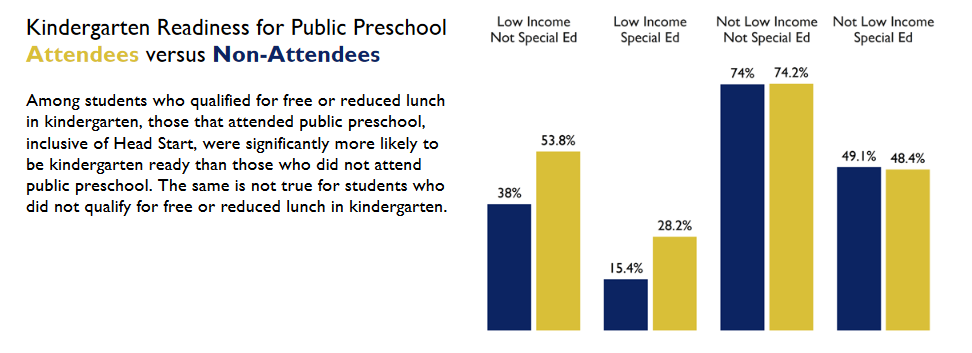 Kindergarten Readiness for Public Preschool
Attendees versus Non-Attendees
Among students who qualified for free or reduced lunch
in kindergarten, those that attended public preschool,
inclusive of Head Start, were significantly more likely to
be kindergarten ready than those who did not attend
public preschool. The same is not true for students who
did not qualify for free or reduced lunch in kindergarten.
Low Income
Not Special Ed
38%
53.8%
Low Income
Special Ed
15.4%
28.2%
Not Low Income
Not Special Ed
74%
74.2%
Not Low Income
Special Ed
49.1%
48.4%